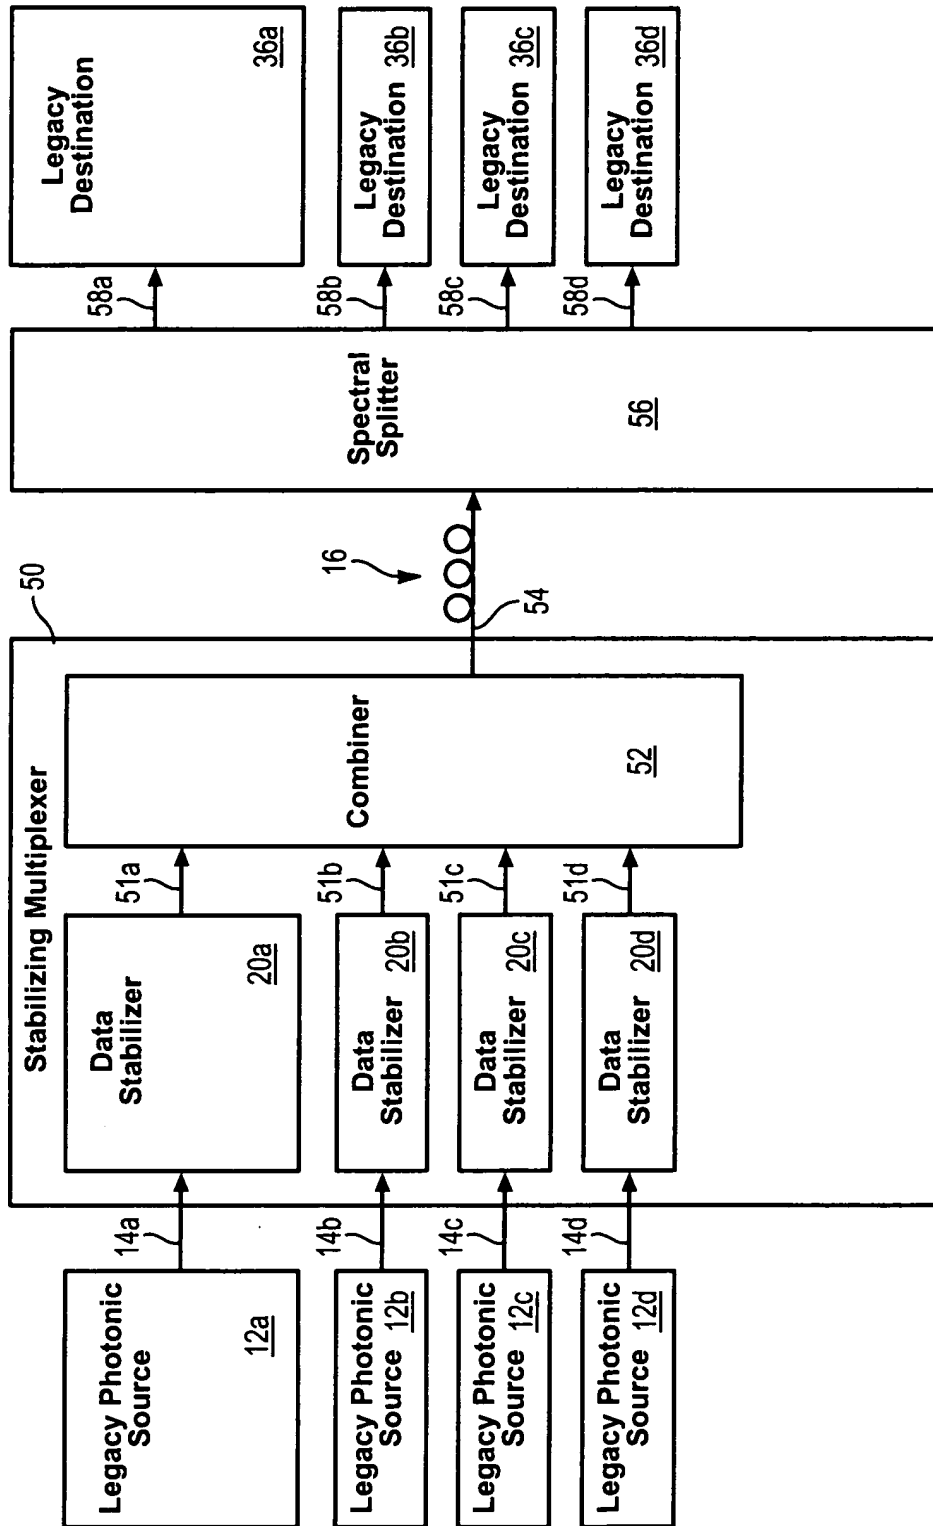 Legacy Photonic
Source
12a
Legacy Photonic
Source 12b
Legacy Photonic
Source 12c
Legacy Photonic
Source 12d
14a
14b
14c
14d
50
Stabilizing Multiplexer
Data
Stabilizer
20a
Data
Stabilizer 20b
Data
Stabilizer 20c
Data
Stabilizer 20d
51a
51b
51c
51d
Combiner
52
16
54
Spectral
Splitter
56
58a
58b
58c
58d
Legacy
Destination
36a
Legacy
Destination 36b
Legacy
Destination 36c
Legacy
Destination 36d